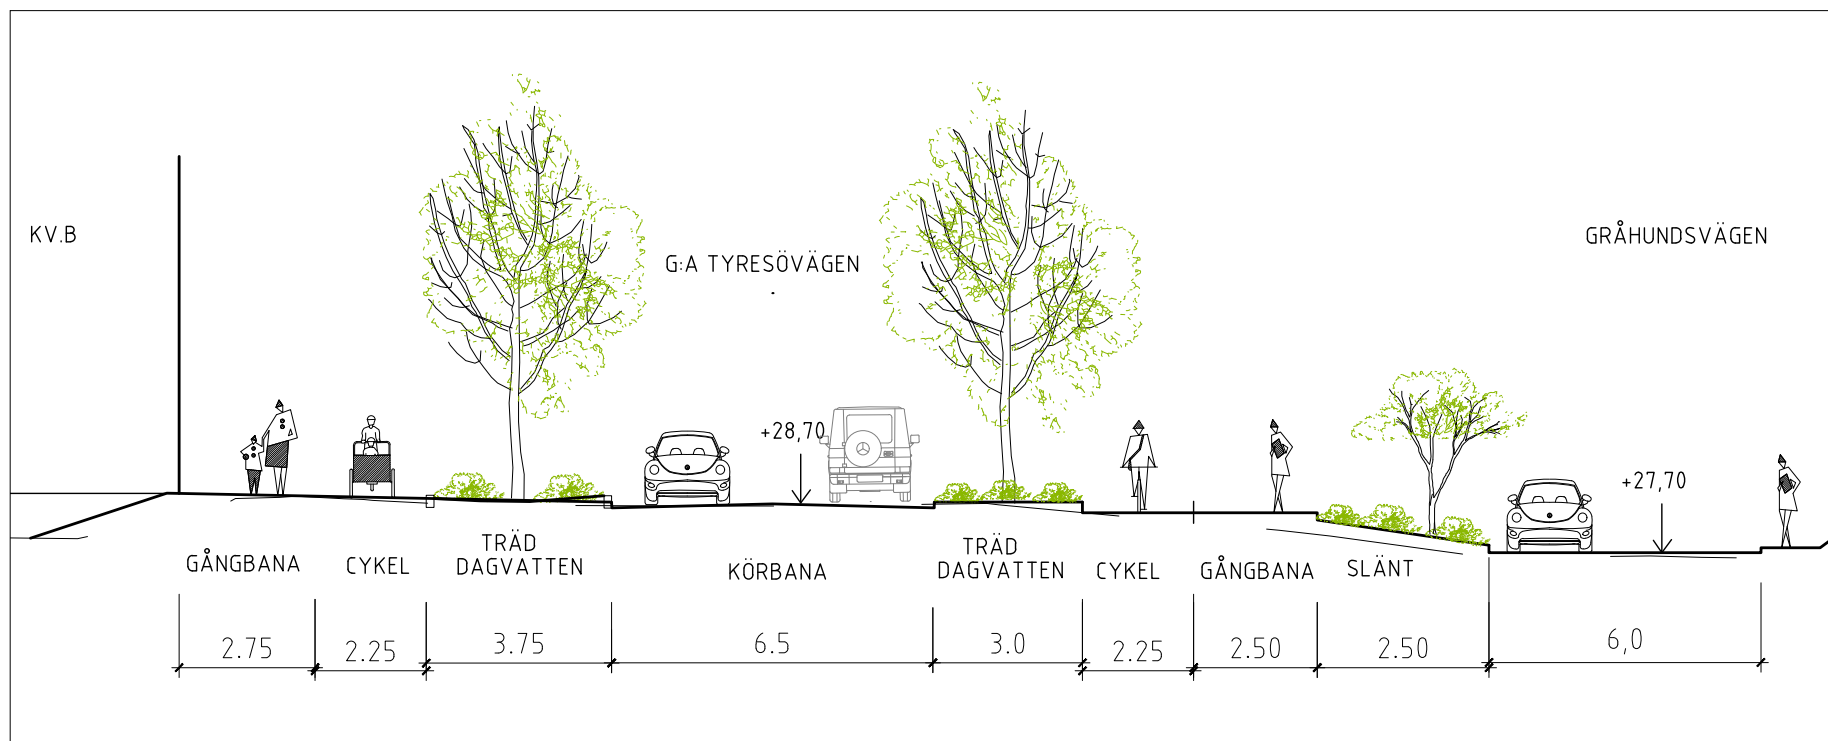 KV.B
G:A TYRESÖVÄGEN
GRÅHUNDSVÄGEN
+28,70
+27,70
GÅNGBANA
CYKEL
TRÄD
DAGVATTEN
KÖRBANA
TRÄD
DAGVATTEN
CYKEL
GÅNGBANA
SLÄNT
2.75
2.25
3.75
6.5
3.0
2.25
2.50
2.50
6,0